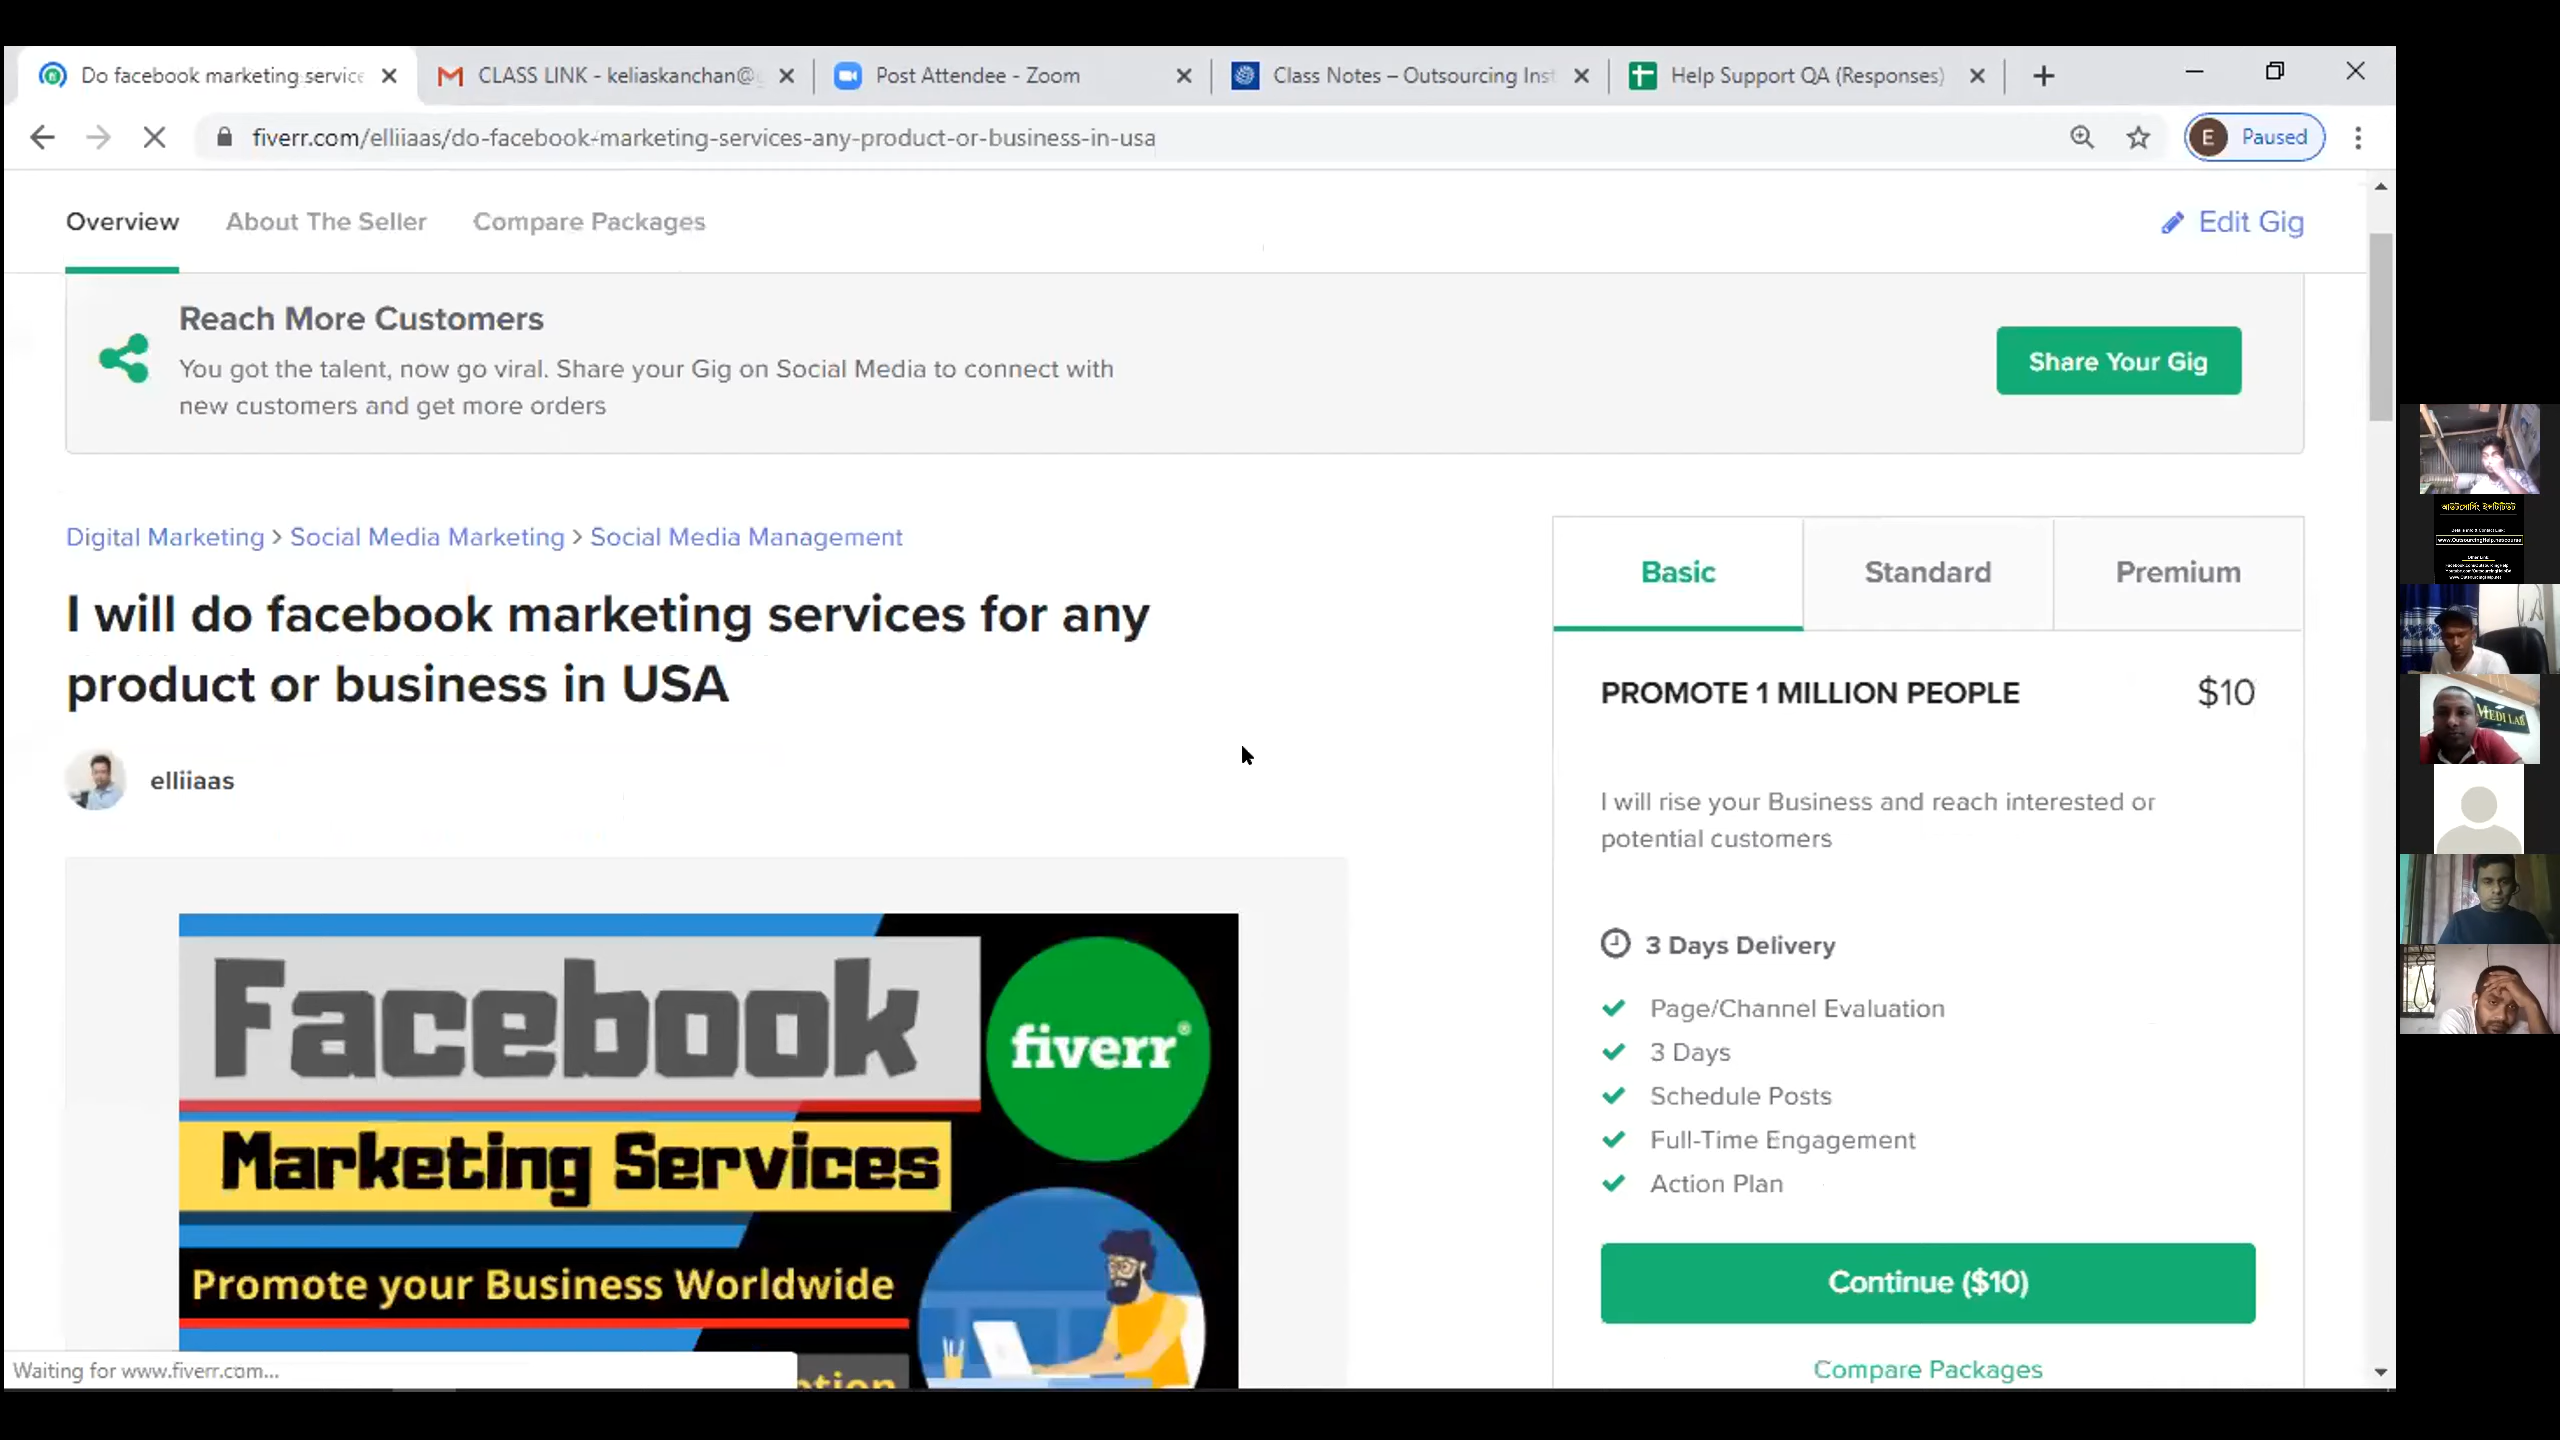 Do facebook marketing service
CLASS LINK - keliaskanchan@g
Post Attendee - Zoom
Class Notes – Outsourcing Inst
Help Support QA (Responses)
fiverr.com/elliiaas/do-facebook-marketing-services-any-product-or-business-in-usa
E
Paused
Overview
About The Seller
Compare Packages
Edit Gig
Reach More Customers
You got the talent, now go viral. Share your Gig on Social Media to connect with
new customers and get more orders
Share Your Gig
Digital Marketing > Social Media Marketing > Social Media Management
I will do facebook marketing services for any
product or business in USA
elliiaas
Facebook
fiverr®
Marketing Services
Promote your Business Worldwide
Waiting for www.fiverr.com...
Basic
Standard
Premium
PROMOTE 1 MILLION PEOPLE
$10
I will rise your Business and reach interested or
potential customers
3 Days Delivery
Page/Channel Evaluation
3 Days
Schedule Posts
Full-Time Engagement
Action Plan
Continue ($10)
Compare Packages
আউটসোর্সিং ইন্সটিটিউট
MEDI LAB